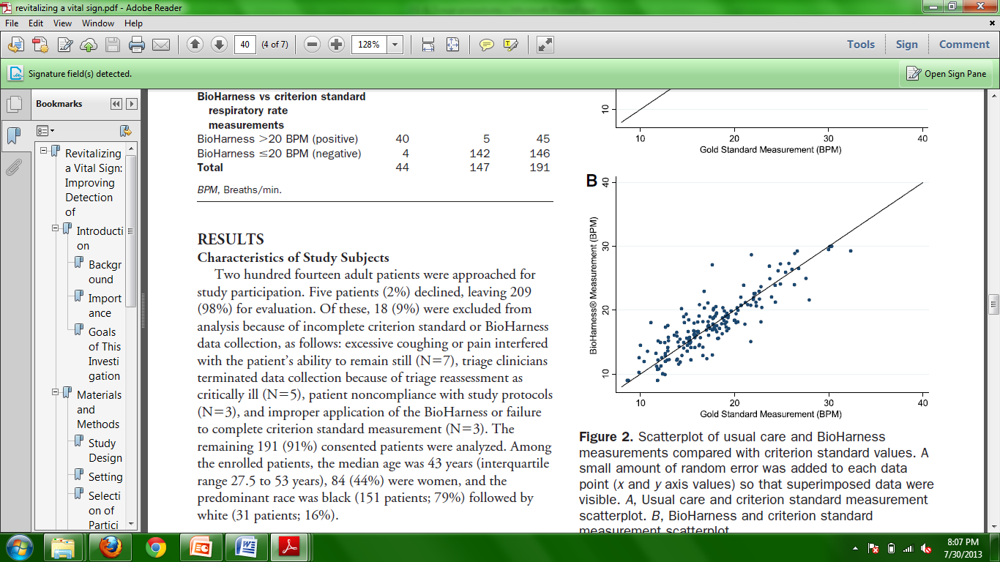 revitalizing a vital sign.pdf - Adobe Reader
File Edit View Window Help
40 (4 of 7) 128% Tools Sign Comment
Signature field(s) detected.
Open Sign Pane
Bookmarks
Revitalizing
a Vital Sign:
Improving
Detection
of
Introducti
on
Backgr
ound
Import
ance
Goals
of This
Investi
gation
Materials
and
Methods
Study
Design
Setting
Selecti
on of
Partici
BioHarness vs criterion standard
respiratory rate
measurements
BioHarness >20 BPM (positive) 40 5 45
BioHarness ≤20 BPM (negative) 4 142 146
Total 44 147 191
BPM, Breaths/min.
RESULTS
Characteristics of Study Subjects
Two hundred fourteen adult patients were approached for
study participation. Five patients (2%) declined, leaving 209
(98%) for evaluation. Of these, 18 (9%) were excluded from
analysis because of incomplete criterion standard or BioHarness
data collection, as follows: excessive coughing or pain interfered
with the patient's ability to remain still (N=7), triage clinicians
terminated data collection because of triage reassessment as
critically ill (N=5), patient noncompliance with study protocols
(N=3), and improper application of the BioHarness or failure
to complete criterion standard measurement (N=3). The
remaining 191 (91%) consented patients were analyzed. Among
the enrolled patients, the median age was 43 years (interquartile
range 27.5 to 53 years), 84 (44%) were women, and the
predominant race was black (151 patients; 79%) followed by
white (31 patients; 16%).
10
10 20 30 40
Gold Standard Measurement (BPM)
B
BioHarness® Measurement (BPM)
40
30
20
10
10 20 30 40
Gold Standard Measurement (BPM)
Figure 2. Scatterplot of usual care and BioHarness
measurements compared with criterion standard values. A
small amount of random error was added to each data
point (x and y axis values) so that superimposed data were
visible. A, Usual care and criterion standard measurement
scatterplot. B, BioHarness and criterion standard
measurement scatterplot
8:07 PM
7/30/2013